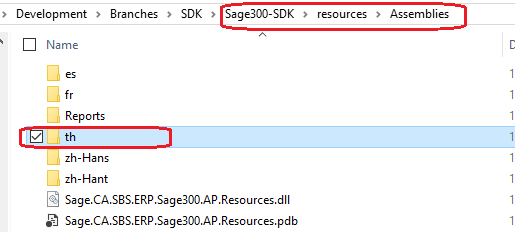 Development > Branches > SDK > Sage300-SDK > resources > Assemblies
Name
es
fr
Reports
th
zh-Hans
zh-Hant
Sage.CA.SBS.ERP.Sage300.AP.Resources.dll
Sage.CA.SBS.ERP.Sage300.AP.Resources.pdb